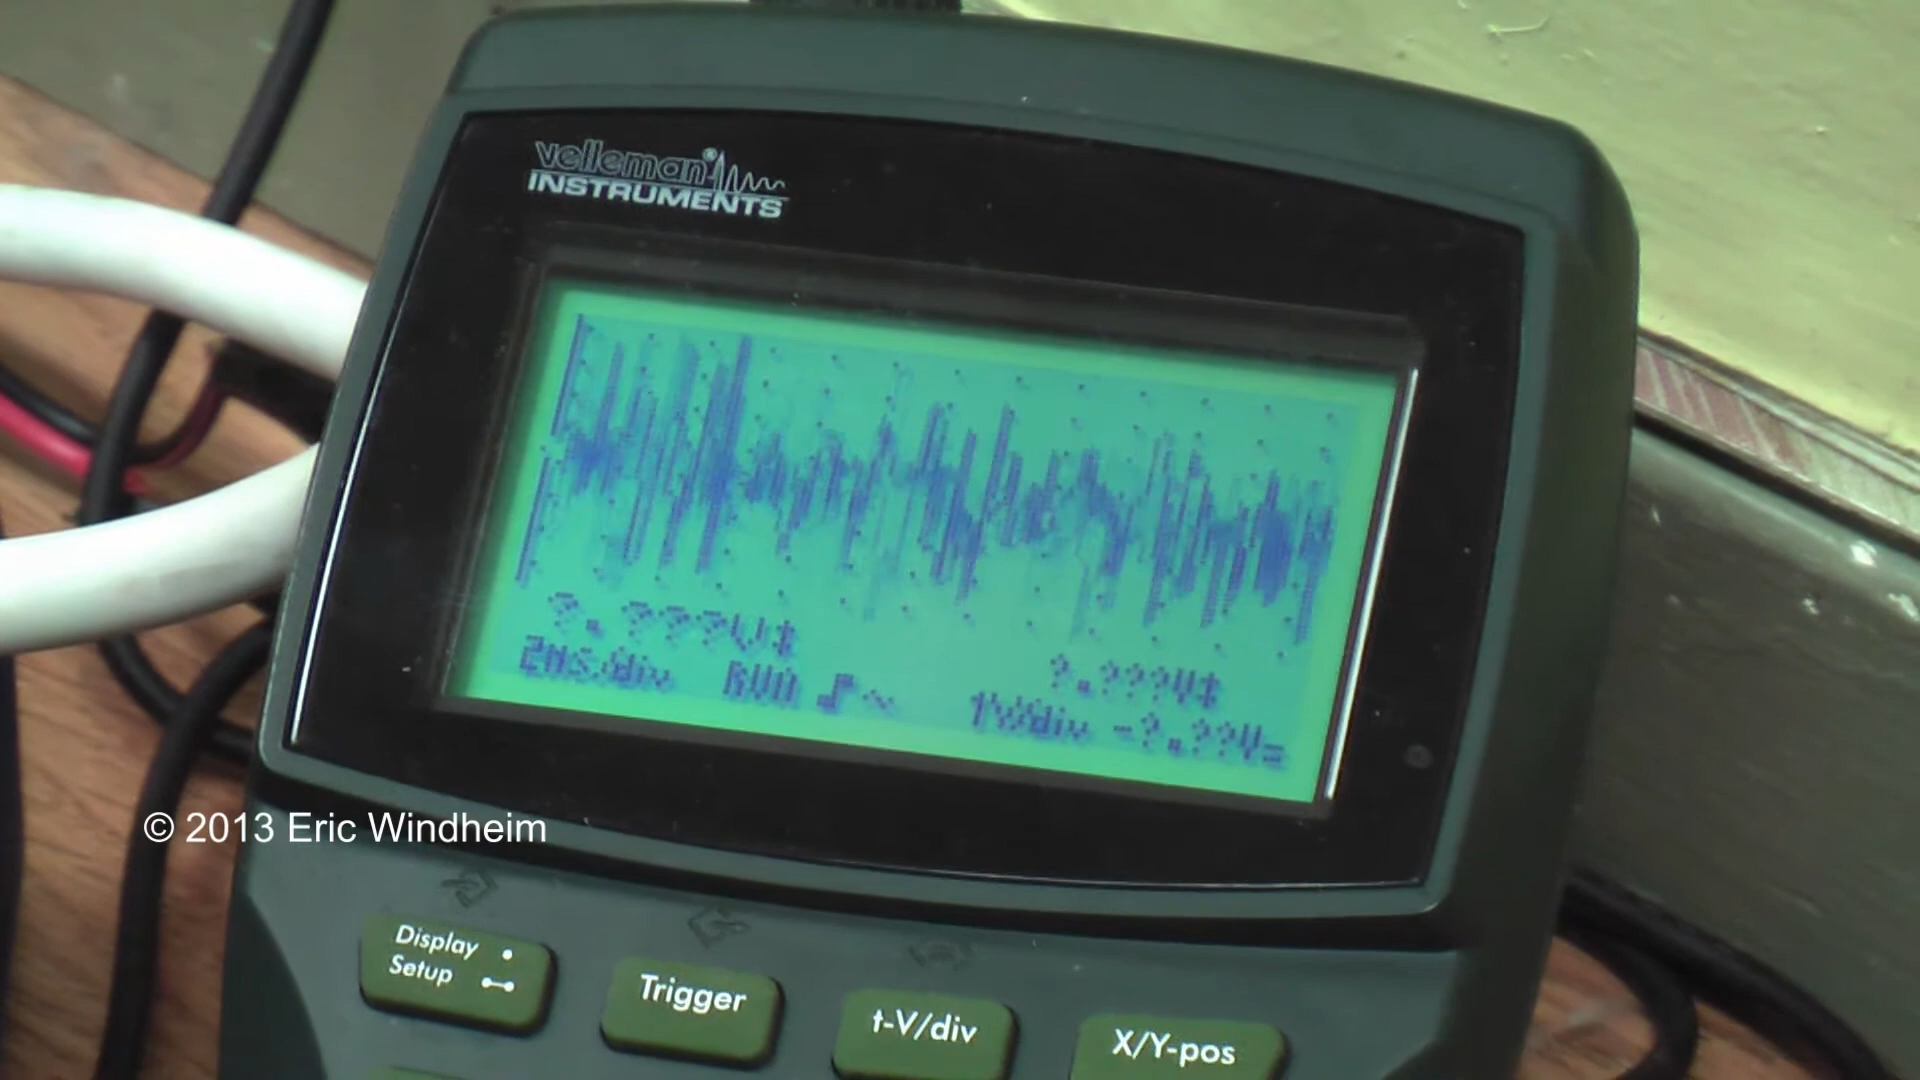 velleman®
INSTRUMENTS
?.???V‡
?.???V‡
2ms/div RUN
1V/div -?.??V=
© 2013 Eric Windheim
Display
Setup
Trigger
t-V/div
X/Y-pos